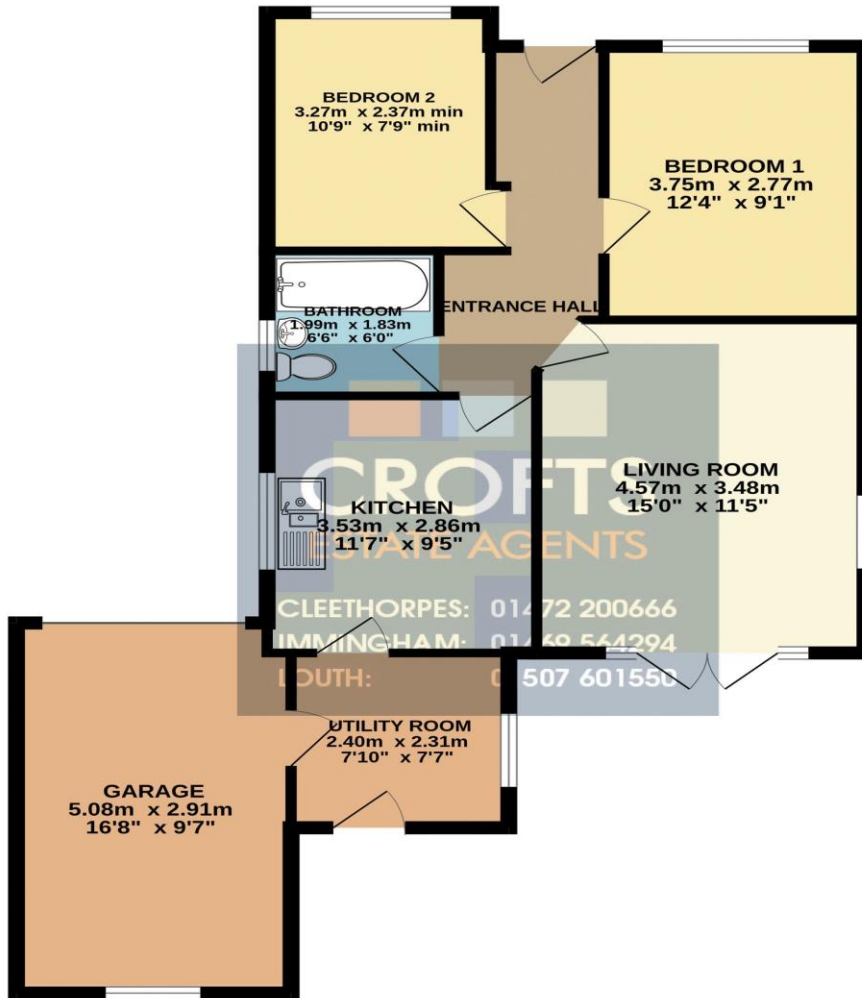 BEDROOM 2
3.27m x 2.37m min
10'9" x 7'9" min
BEDROOM 1
3.75m x 2.77m
12'4" x 9'1"
BATHROOM
1.99m x 1.83m
6'6" x 6'0"
ENTRANCE HALL
LIVING ROOM
4.57m x 3.48m
15'0" x 11'5"
KITCHEN
3.53m x 2.86m
11'7" x 9'5"
CROFTS
ESTATE AGENTS
CLEETHORPES: 01472 200666
IMMINGHAM: 01469 564294
LOUTH: 01507 601550
UTILITY ROOM
2.40m x 2.31m
7'10" x 7'7"
GARAGE
5.08m x 2.91m
16'8" x 9'7"